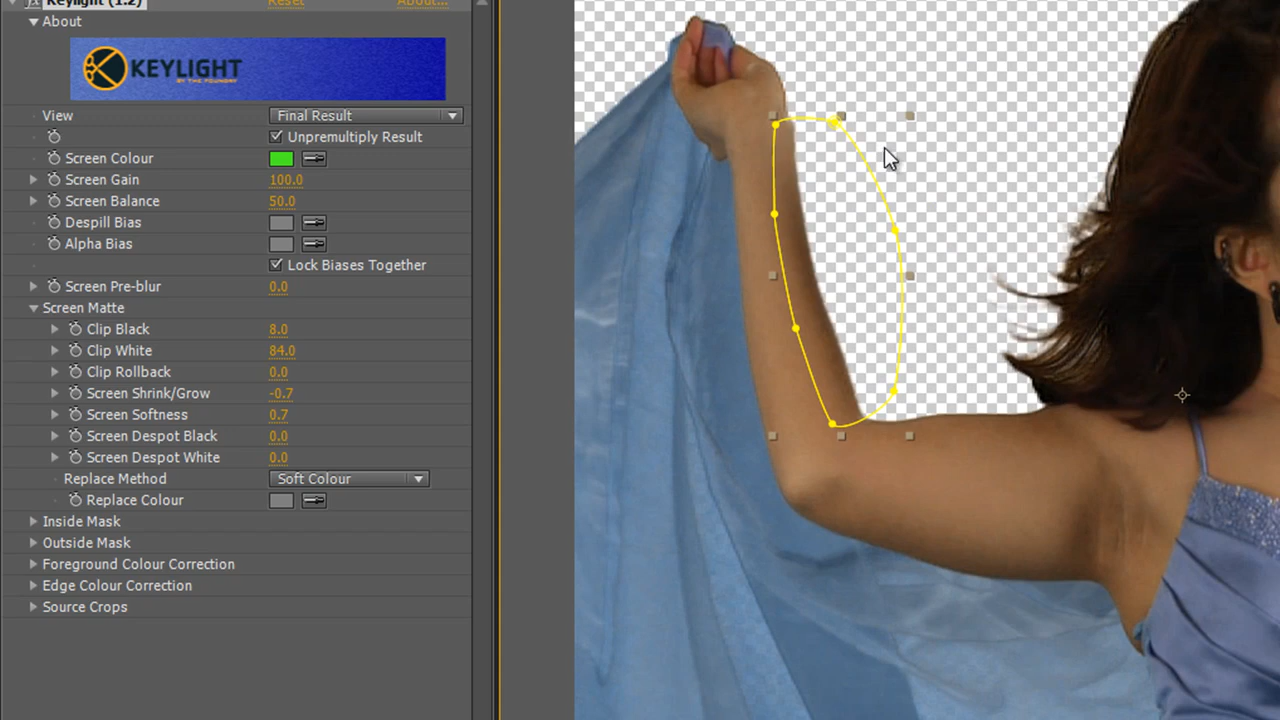 Keylight (1.2)
Reset
About...
About
KEYLIGHT
BY THE FOUNDRY
View Final Result
Unpremultiply Result
Screen Colour
Screen Gain 100.0
Screen Balance 50.0
Despill Bias
Alpha Bias
Lock Biases Together
Screen Pre-blur 0.0
Screen Matte
Clip Black 8.0
Clip White 84.0
Clip Rollback 0.0
Screen Shrink/Grow -0.7
Screen Softness 0.7
Screen Despot Black 0.0
Screen Despot White 0.0
Replace Method Soft Colour
Replace Colour
Inside Mask
Outside Mask
Foreground Colour Correction
Edge Colour Correction
Source Crops